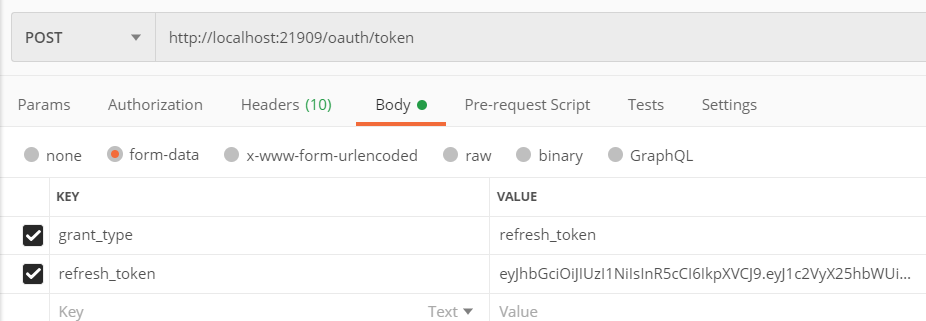 POST http://localhost:21909/oauth/token
Params Authorization Headers (10) Body Pre-request Script Tests Settings
none form-data x-www-form-urlencoded raw binary GraphQL
KEY VALUE
grant_type refresh_token
refresh_token eyJhbGciOiJIUzI1NiIsInR5cCI6IkpXVCJ9.eyJ1c2VyX25hbWUi...
Key Text Value